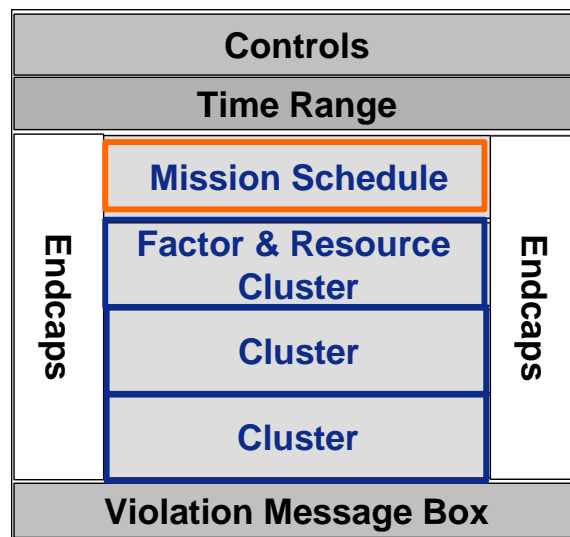 Controls
Time Range
Endcaps
Mission Schedule
Factor & Resource
Cluster
Cluster
Cluster
Endcaps
Violation Message Box